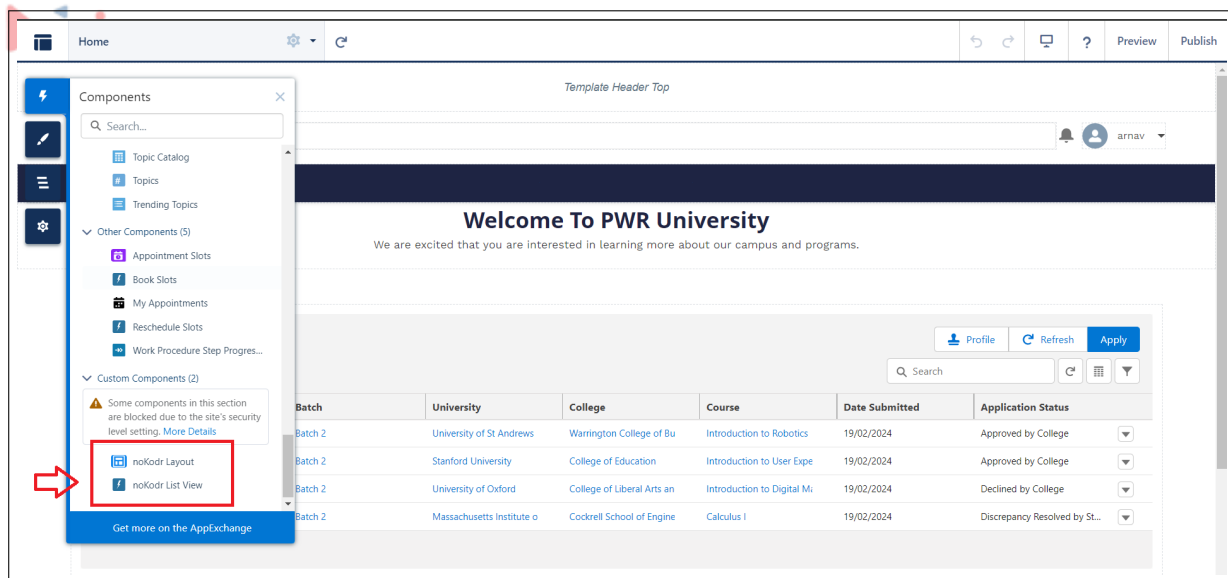 Home
?
Preview
Publish
Components
Template Header Top
Search...
arnav
Topic Catalog
# Topics
Trending Topics
Other Components (5)
Appointment Slots
Book Slots
My Appointments
Reschedule Slots
Work Procedure Step Progres...
Custom Components (2)
Some components in this section
are blocked due to the site's security
level setting. More Details
noKodr Layout
noKodr List View
Get more on the AppExchange
Welcome To PWR University
We are excited that you are interested in learning more about our campus and programs.
Profile
Refresh
Apply
Search
Batch University College Course Date Submitted Application Status
Batch 2 University of St Andrews Warrington College of Bu Introduction to Robotics 19/02/2024 Approved by College
Batch 2 Stanford University College of Education Introduction to User Expe 19/02/2024 Approved by College
Batch 2 University of Oxford College of Liberal Arts an Introduction to Digital Ma 19/02/2024 Declined by College
Batch 2 Massachusetts Institute o Cockrell School of Engine Calculus I 19/02/2024 Discrepancy Resolved by St...